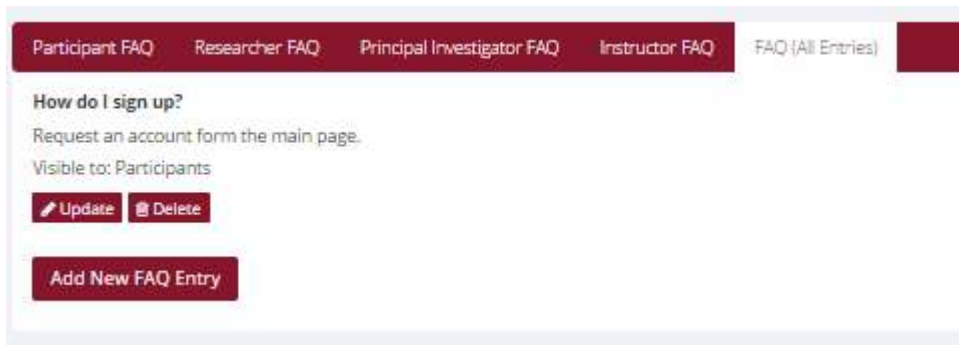 Participant FAQ Researcher FAQ Principal Investigator FAQ Instructor FAQ FAQ (All Entries)
How do I sign up?
Request an account form the main page.
Visible to: Participants
Update Delete
Add New FAQ Entry